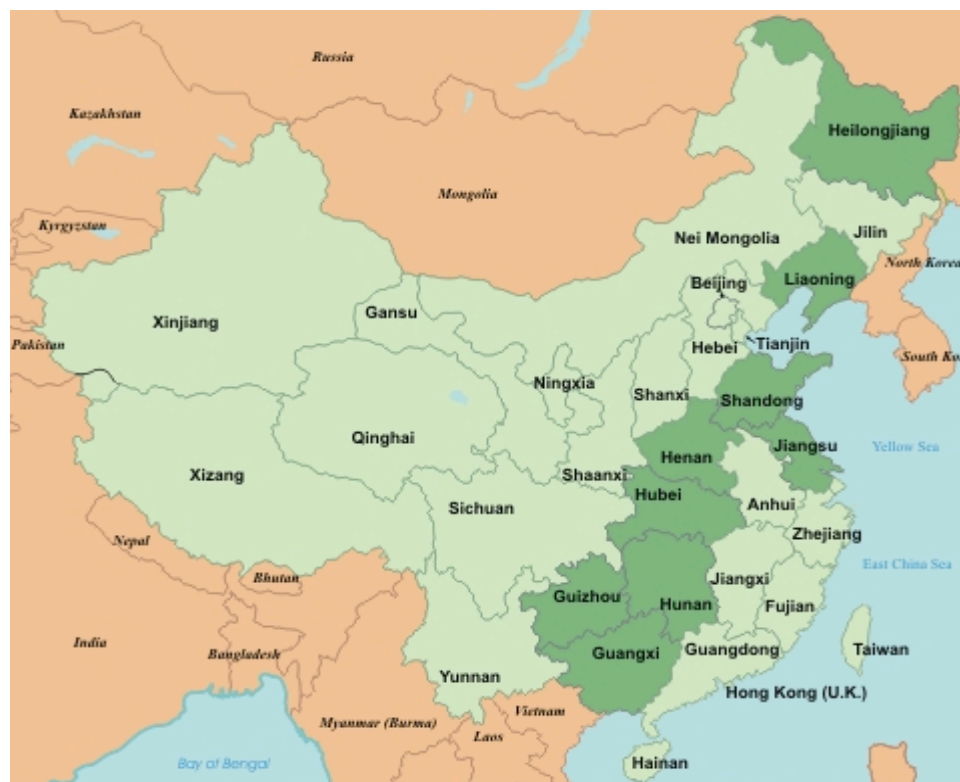 Russia
Kazakhstan
Heilongjiang
Mongolia
Kyrgyzstan
Jilin
Nei Mongolia
North Korea
Liaoning
Beijing
Gansu
Xinjiang
Pakistan
Hebei
Tianjin
South Ko
Ningxia
Shanxi
Shandong
Qinghai
Jiangsu
Yellow Sea
Henan
Xizang
Shaanxi
Hubei
Sichuan
Anhui
Zhejiang
Nepal
East China Sea
Bhutan
Jiangxi
Guizhou
Hunan
Fujian
India
Bangladesh
Guangxi
Guangdong
Taiwan
Yunnan
Hong Kong (U.K.)
Vietnam
Myanmar (Burma)
Laos
Bay of Bengal
Hainan